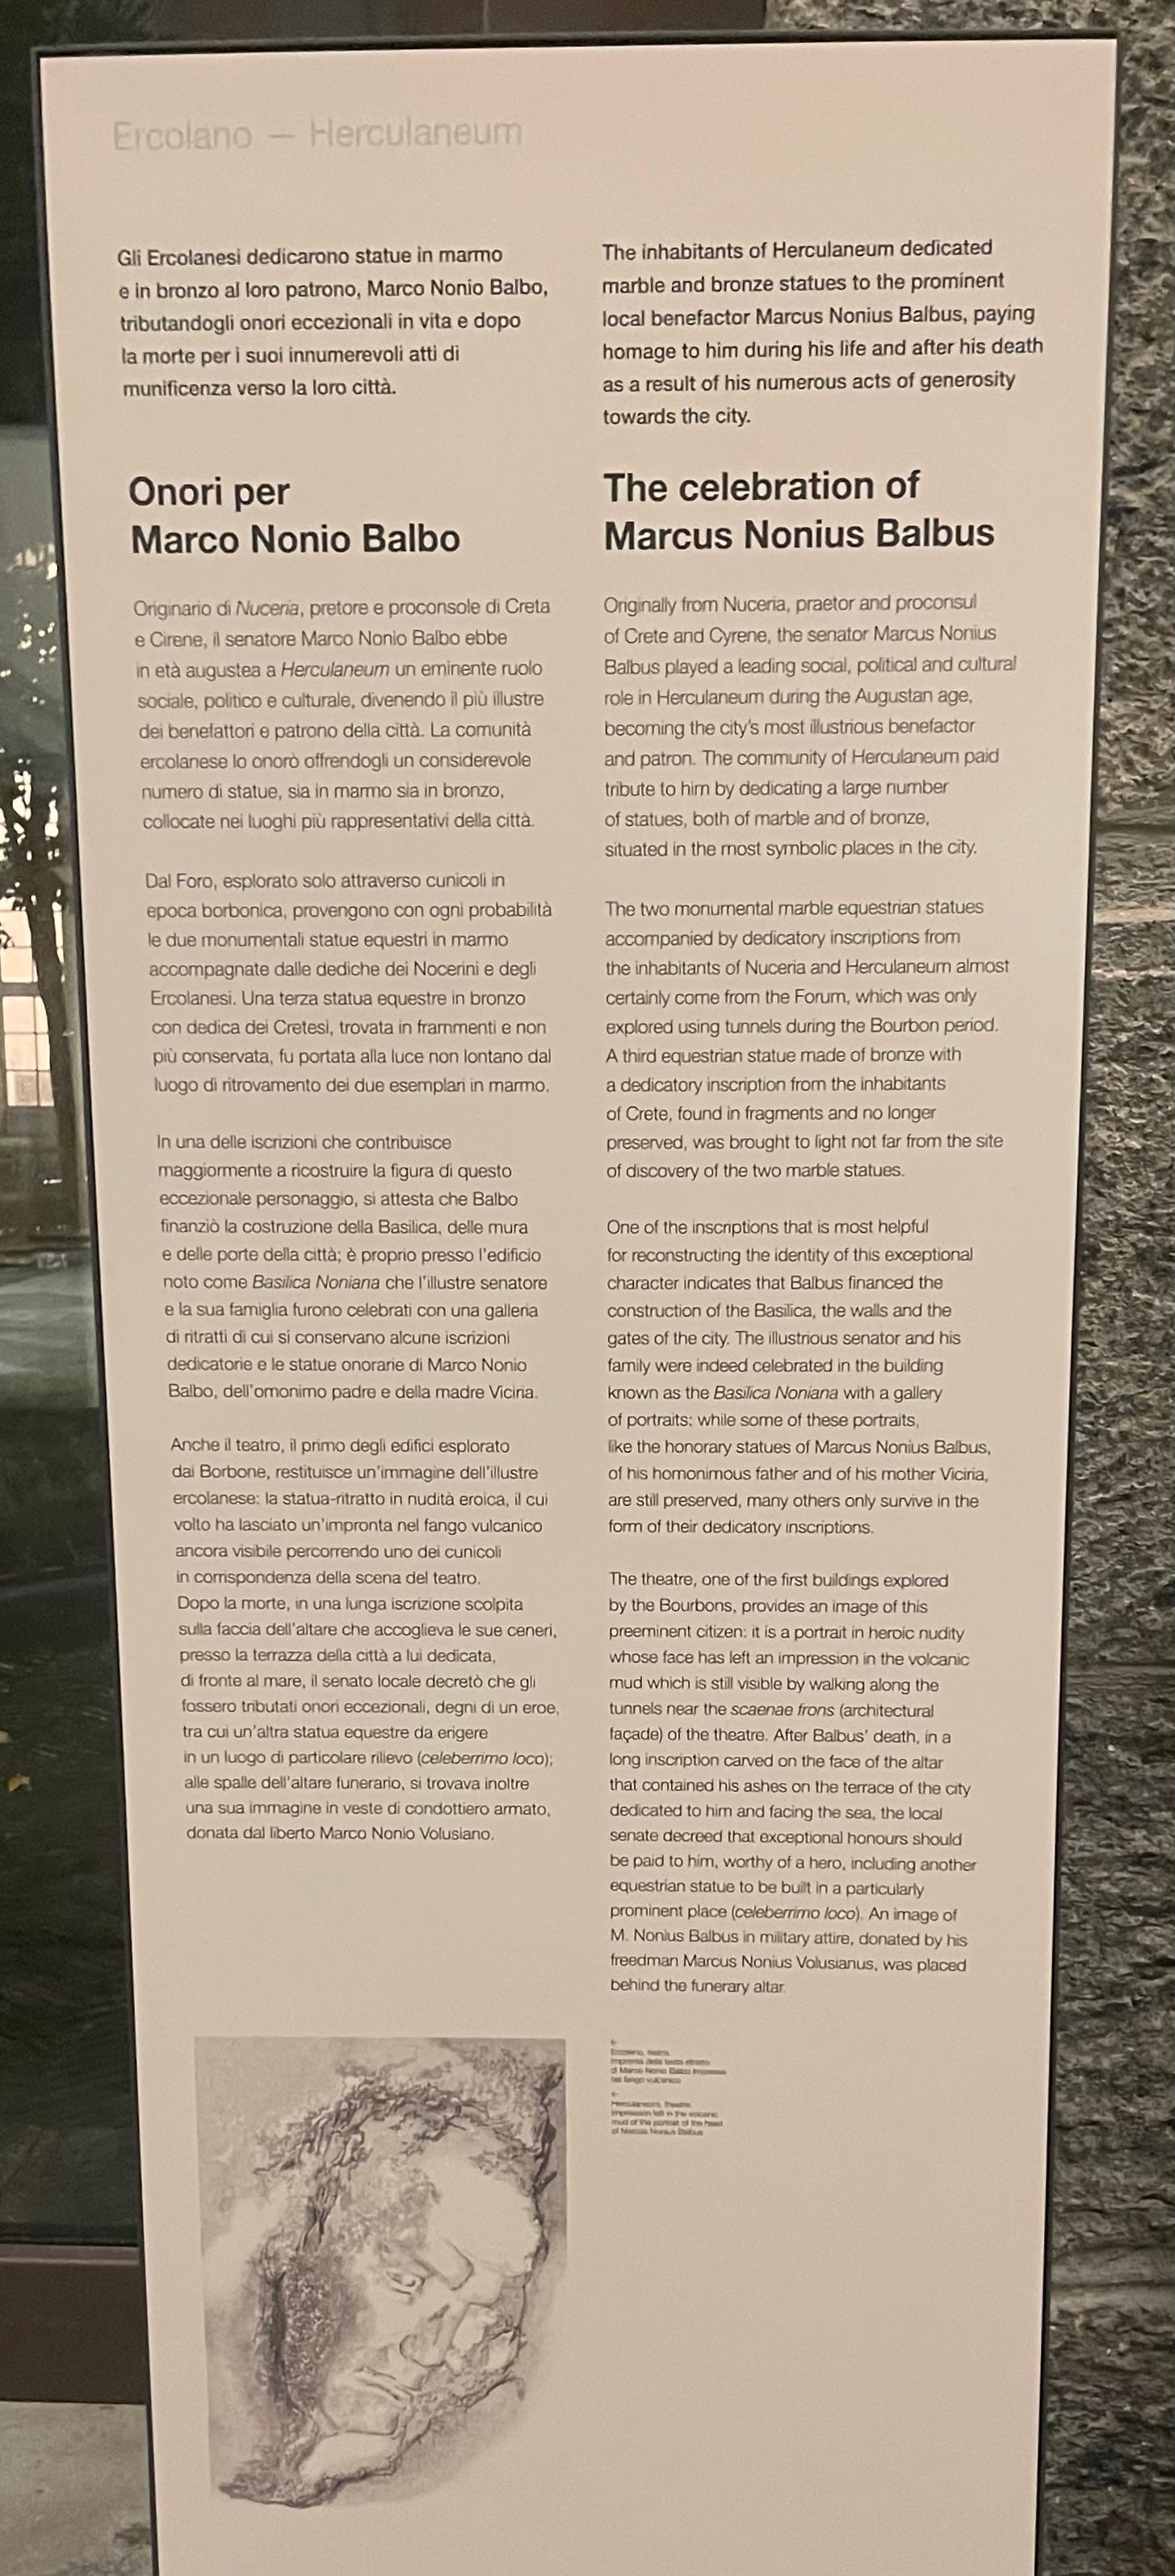 Ercolano — Herculaneum
Gli Ercolanesi dedicarono statue in marmo
e in bronzo al loro patrono, Marco Nonio Balbo,
tributandogli onori eccezionali in vita e dopo
la morte per i suoi innumerevoli atti di
munificenza verso la loro città.
Onori per
Marco Nonio Balbo
Originario di Nuceria, pretore e proconsole di Creta
e Cirene, il senatore Marco Nonio Balbo ebbe
in età augustea a Herculaneum un eminente ruolo
sociale, politico e culturale, divenendo il più illustre
dei benefattori e patrono della città. La comunità
ercolanese lo onorò offrendogli un considerevole
numero di statue, sia in marmo sia in bronzo,
collocate nei luoghi più rappresentativi della città.
Dal Foro, esplorato solo attraverso cunicoli in
epoca borbonica, provengono con ogni probabilità
le due monumentali statue equestri in marmo
accompagnate dalle dediche dei Nocerini e degli
Ercolanesi. Una terza statua equestre in bronzo
con dedica dei Cretesi, trovata in frammenti e non
più conservata, fu portata alla luce non lontano dal
luogo di ritrovamento dei due esemplari in marmo.
In una delle iscrizioni che contribuisce
maggiormente a ricostruire la figura di questo
eccezionale personaggio, si attesta che Balbo
finanziò la costruzione della Basilica, delle mura
e delle porte della città; è proprio presso l'edificio
noto come Basilica Noniana che l'illustre senatore
e la sua famiglia furono celebrati con una galleria
di ritratti di cui si conservano alcune iscrizioni
dedicatorie e le statue onorarie di Marco Nonio
Balbo, dell'omonimo padre e della madre Viciria.
Anche il teatro, il primo degli edifici esplorato
dai Borbone, restituisce un'immagine dell'illustre
ercolanese: la statua-ritratto in nudità eroica, il cui
volto ha lasciato un'impronta nel fango vulcanico
ancora visibile percorrendo uno dei cunicoli
in corrispondenza della scena del teatro.
Dopo la morte, in una lunga iscrizione scolpita
sulla faccia dell'altare che accoglieva le sue ceneri,
presso la terrazza della città a lui dedicata,
di fronte al mare, il senato locale decretò che gli
fossero tributati onori eccezionali, degni di un eroe,
tra cui un'altra statua equestre da erigere
in un luogo di particolare rilievo (celeberrimo loco);
alle spalle dell'altare funerario, si trovava inoltre
una sua immagine in veste di condottiero armato,
donata dal liberto Marco Nonio Volusiano.
The inhabitants of Herculaneum dedicated
marble and bronze statues to the prominent
local benefactor Marcus Nonius Balbus, paying
homage to him during his life and after his death
as a result of his numerous acts of generosity
towards the city.
The celebration of
Marcus Nonius Balbus
Originally from Nuceria, praetor and proconsul
of Crete and Cyrene, the senator Marcus Nonius
Balbus played a leading social, political and cultural
role in Herculaneum during the Augustan age,
becoming the city's most illustrious benefactor
and patron. The community of Herculaneum paid
tribute to him by dedicating a large number
of statues, both of marble and of bronze,
situated in the most symbolic places in the city.
The two monumental marble equestrian statues
accompanied by dedicatory inscriptions from
the inhabitants of Nuceria and Herculaneum almost
certainly come from the Forum, which was only
explored using tunnels during the Bourbon period.
A third equestrian statue made of bronze with
a dedicatory inscription from the inhabitants
of Crete, found in fragments and no longer
preserved, was brought to light not far from the site
of discovery of the two marble statues.
One of the inscriptions that is most helpful
for reconstructing the identity of this exceptional
character indicates that Balbus financed the
construction of the Basilica, the walls and the
gates of the city. The illustrious senator and his
family were indeed celebrated in the building
known as the Basilica Noniana with a gallery
of portraits: while some of these portraits,
like the honorary statues of Marcus Nonius Balbus,
of his homonimous father and of his mother Viciria,
are still preserved, many others only survive in the
form of their dedicatory inscriptions.
The theatre, one of the first buildings explored
by the Bourbons, provides an image of this
preeminent citizen: it is a portrait in heroic nudity
whose face has left an impression in the volcanic
mud which is still visible by walking along the
tunnels near the scaenae frons (architectural
façade) of the theatre. After Balbus' death, in a
long inscription carved on the face of the altar
that contained his ashes on the terrace of the city
dedicated to him and facing the sea, the local
senate decreed that exceptional honours should
be paid to him, worthy of a hero, including another
equestrian statue to be built in a particularly
prominent place (celeberrimo loco). An image of
M. Nonius Balbus in military attire, donated by his
freedman Marcus Nonius Volusianus, was placed
behind the funerary altar.
Ercolano, teatro.
Impronta della testa-ritratto
di Marco Nonio Balbo impressa
nel fango vulcanico
Herculaneum, theatre.
Impression left in the volcanic
mud of the portrait of the head
of Marcus Nonius Balbus